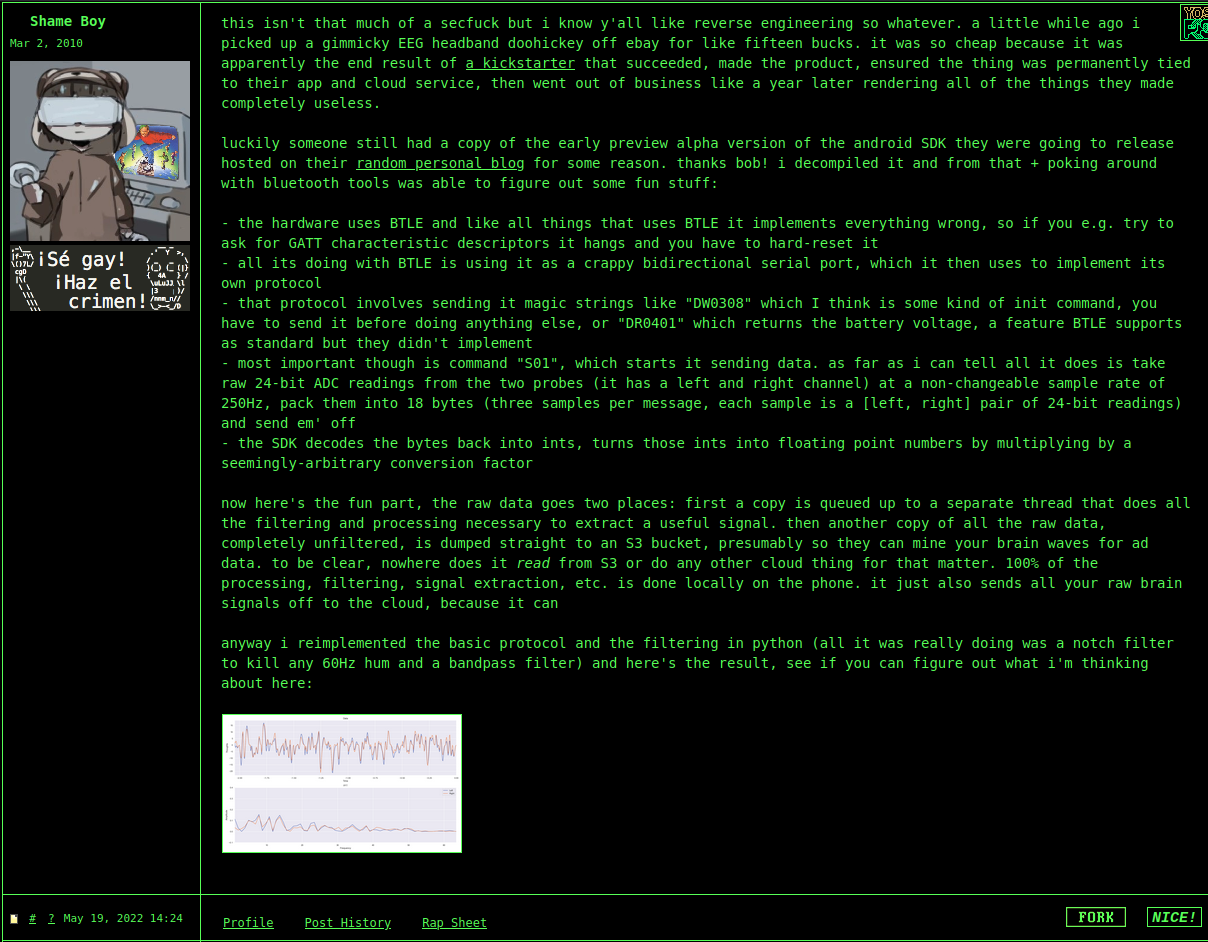 Shame Boy
Mar 2, 2010
¡Sé gay!
¡Haz el
crimen!
this isn't that much of a secfuck but i know y'all like reverse engineering so whatever. a little while ago i
picked up a gimmicky EEG headband doohickey off ebay for like fifteen bucks. it was so cheap because it was
apparently the end result of a kickstarter that succeeded, made the product, ensured the thing was permanently tied
to their app and cloud service, then went out of business like a year later rendering all of the things they made
completely useless.
luckily someone still had a copy of the early preview alpha version of the android SDK they were going to release
hosted on their random personal blog for some reason. thanks bob! i decompiled it and from that + poking around
with bluetooth tools was able to figure out some fun stuff:
- the hardware uses BTLE and like all things that uses BTLE it implements everything wrong, so if you e.g. try to
ask for GATT characteristic descriptors it hangs and you have to hard-reset it
- all its doing with BTLE is using it as a crappy bidirectional serial port, which it then uses to implement its
own protocol
- that protocol involves sending it magic strings like "DW0308" which I think is some kind of init command, you
have to send it before doing anything else, or "DR0401" which returns the battery voltage, a feature BTLE supports
as standard but they didn't implement
- most important though is command "S01", which starts it sending data. as far as i can tell all it does is take
raw 24-bit ADC readings from the two probes (it has a left and right channel) at a non-changeable sample rate of
250Hz, pack them into 18 bytes (three samples per message, each sample is a [left, right] pair of 24-bit readings)
and send em' off
- the SDK decodes the bytes back into ints, turns those ints into floating point numbers by multiplying by a
seemingly-arbitrary conversion factor
now here's the fun part, the raw data goes two places: first a copy is queued up to a separate thread that does all
the filtering and processing necessary to extract a useful signal. then another copy of all the raw data,
completely unfiltered, is dumped straight to an S3 bucket, presumably so they can mine your brain waves for ad
data. to be clear, nowhere does it read from S3 or do any other cloud thing for that matter. 100% of the
processing, filtering, signal extraction, etc. is done locally on the phone. it just also sends all your raw brain
signals off to the cloud, because it can
anyway i reimplemented the basic protocol and the filtering in python (all it was really doing was a notch filter
to kill any 60Hz hum and a bandpass filter) and here's the result, see if you can figure out what i'm thinking
about here:
# ? May 19, 2022 14:24
Profile Post History Rap Sheet
FORK NICE!